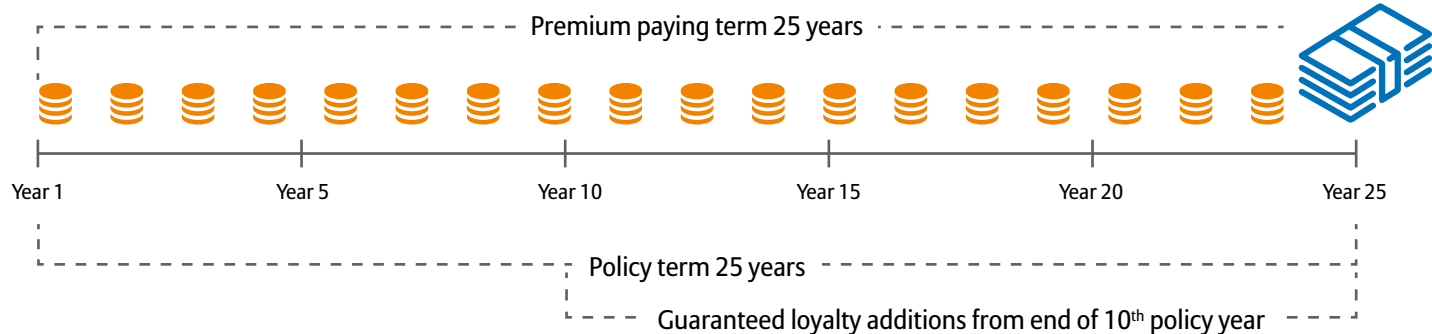 Premium paying term 25 years
Year 1 Year 5 Year 10 Year 15 Year 20 Year 25
Policy term 25 years
Guaranteed loyalty additions from end of 10th policy year